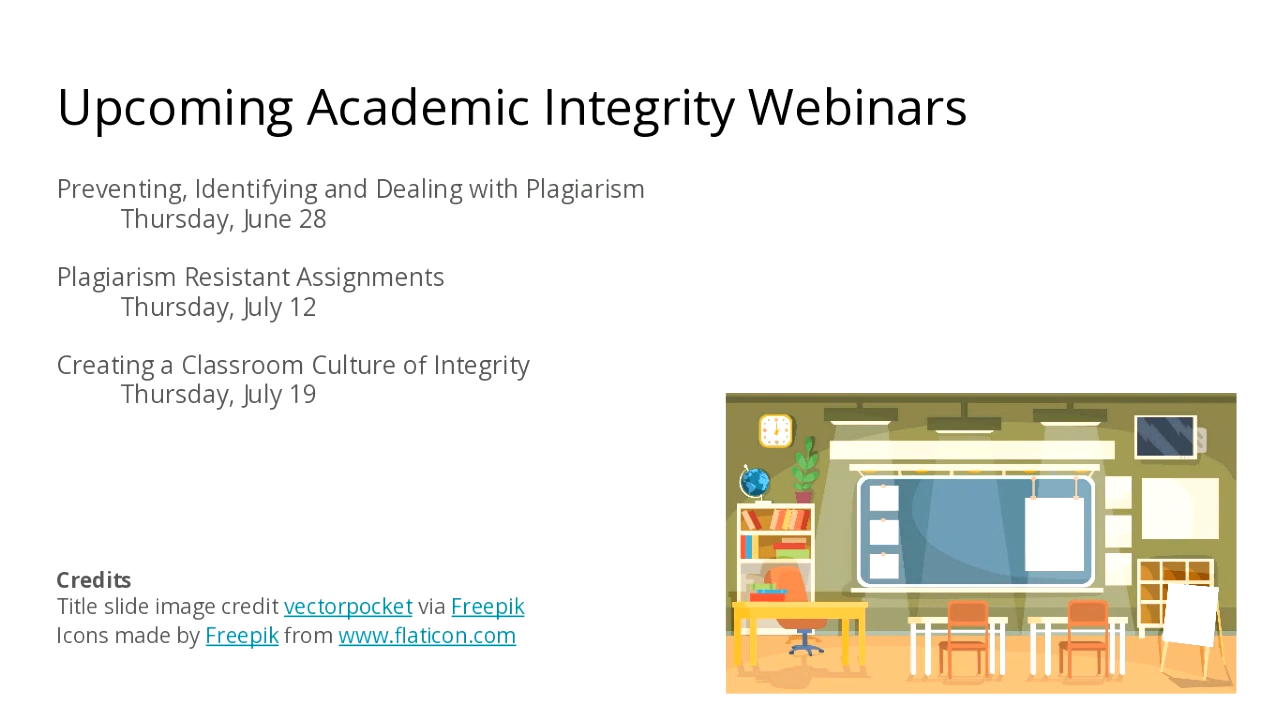 Upcoming Academic Integrity Webinars
Preventing, Identifying and Dealing with Plagiarism
Thursday, June 28
Plagiarism Resistant Assignments
Thursday, July 12
Creating a Classroom Culture of Integrity
Thursday, July 19
Credits
Title slide image credit vectorpocket via Freepik
Icons made by Freepik from www.flaticon.com